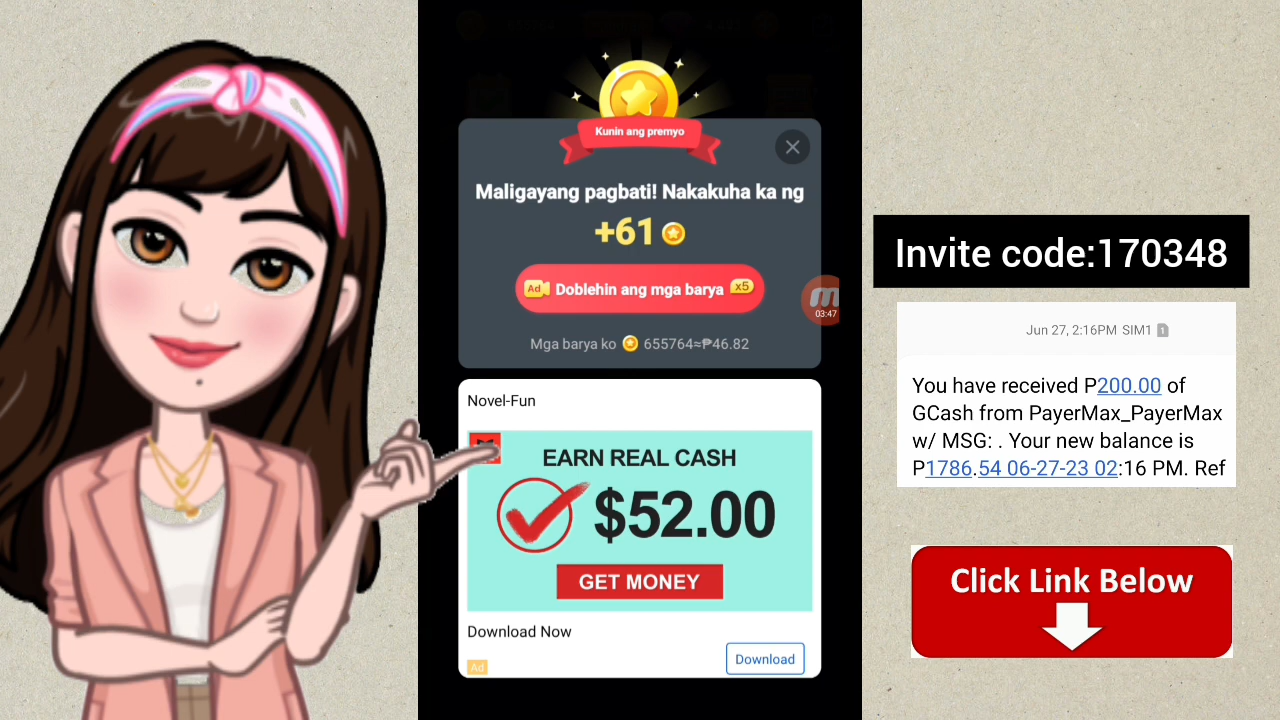 Kunin ang premyo
Maligayang pagbati! Nakakuha ka ng
+61
Ad Doblehin ang mga barya x5
03:47
Mga barya ko 655764≈₱46.82
Novel-Fun
EARN REAL CASH
$52.00
GET MONEY
Download Now
Ad
Download
Invite code:170348
Jun 27, 2:16PM SIM1 1
You have received P200.00 of
GCash from PayerMax_PayerMax
w/ MSG: . Your new balance is
P1786.54 06-27-23 02:16 PM. Ref
Click Link Below